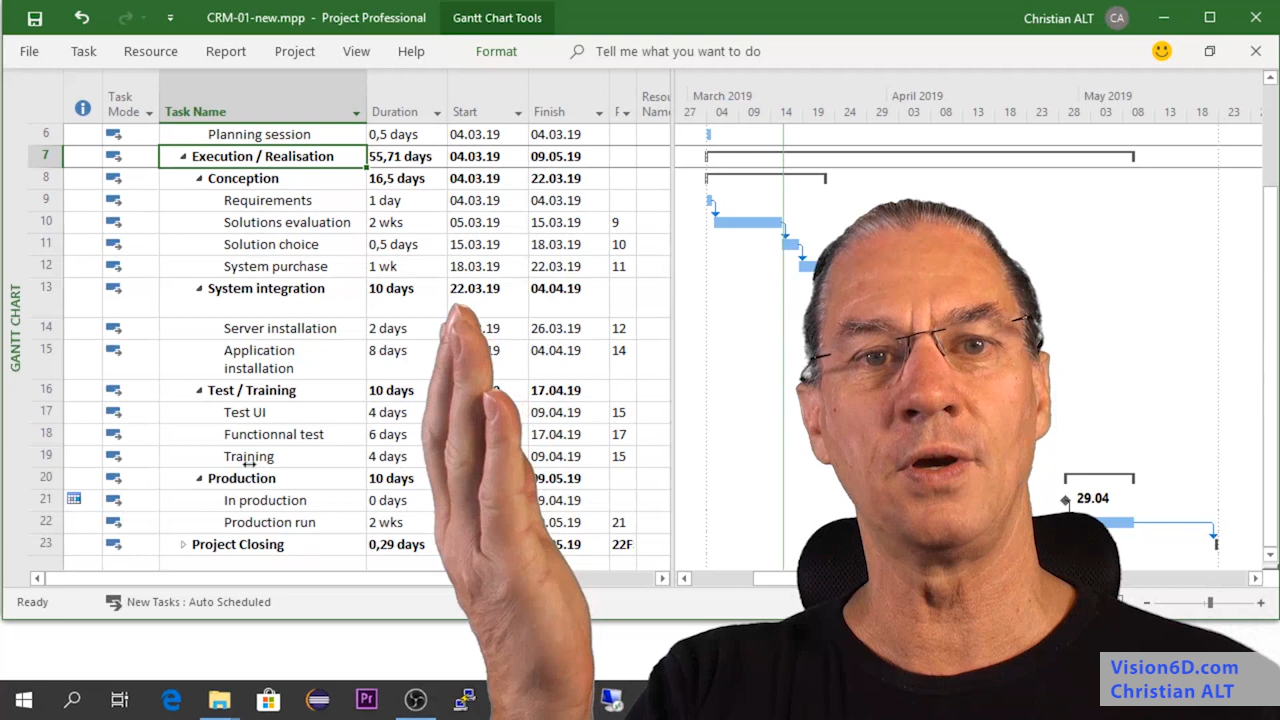 CRM-01-new.mpp - Project Professional
Gantt Chart Tools
Christian ALT CA
File Task Resource Report Project View Help Format Tell me what you want to do
Task Mode
Task Name
Duration
Start
Finish
F
Resou
Name
March 2019 April 2019 May 2019
27 04 09 14 24 29 03 08 13 18 23 28 03 08 13 18 23
GANTT CHART
6 Planning session 0,5 days 04.03.19 04.03.19
7 Execution / Realisation 55,71 days 04.03.19 09.05.19
8 Conception 16,5 days 04.03.19 22.03.19
9 Requirements 1 day 04.03.19 04.03.19
10 Solutions evaluation 2 wks 05.03.19 15.03.19 9
11 Solution choice 0,5 days 15.03.19 18.03.19 10
12 System purchase 1 wk 18.03.19 22.03.19 11
13 System integration 10 days 22.03.19 04.04.19
14 Server installation 2 days 26.03.19 12
15 Application 8 days 04.04.19 14
installation
16 Test / Training 10 days 17.04.19
17 Test UI 4 days 09.04.19 15
18 Functionnal test 6 days 17.04.19 17
19 Training 4 days 09.04.19 15
20 Production 10 days 09.05.19
21 In production 0 days 29.04.19
29.04
22 Production run 2 wks 09.05.19 21
23 Project Closing 0,29 days 22F
Ready New Tasks : Auto Scheduled
Pr
Vision6D.com
Christian ALT